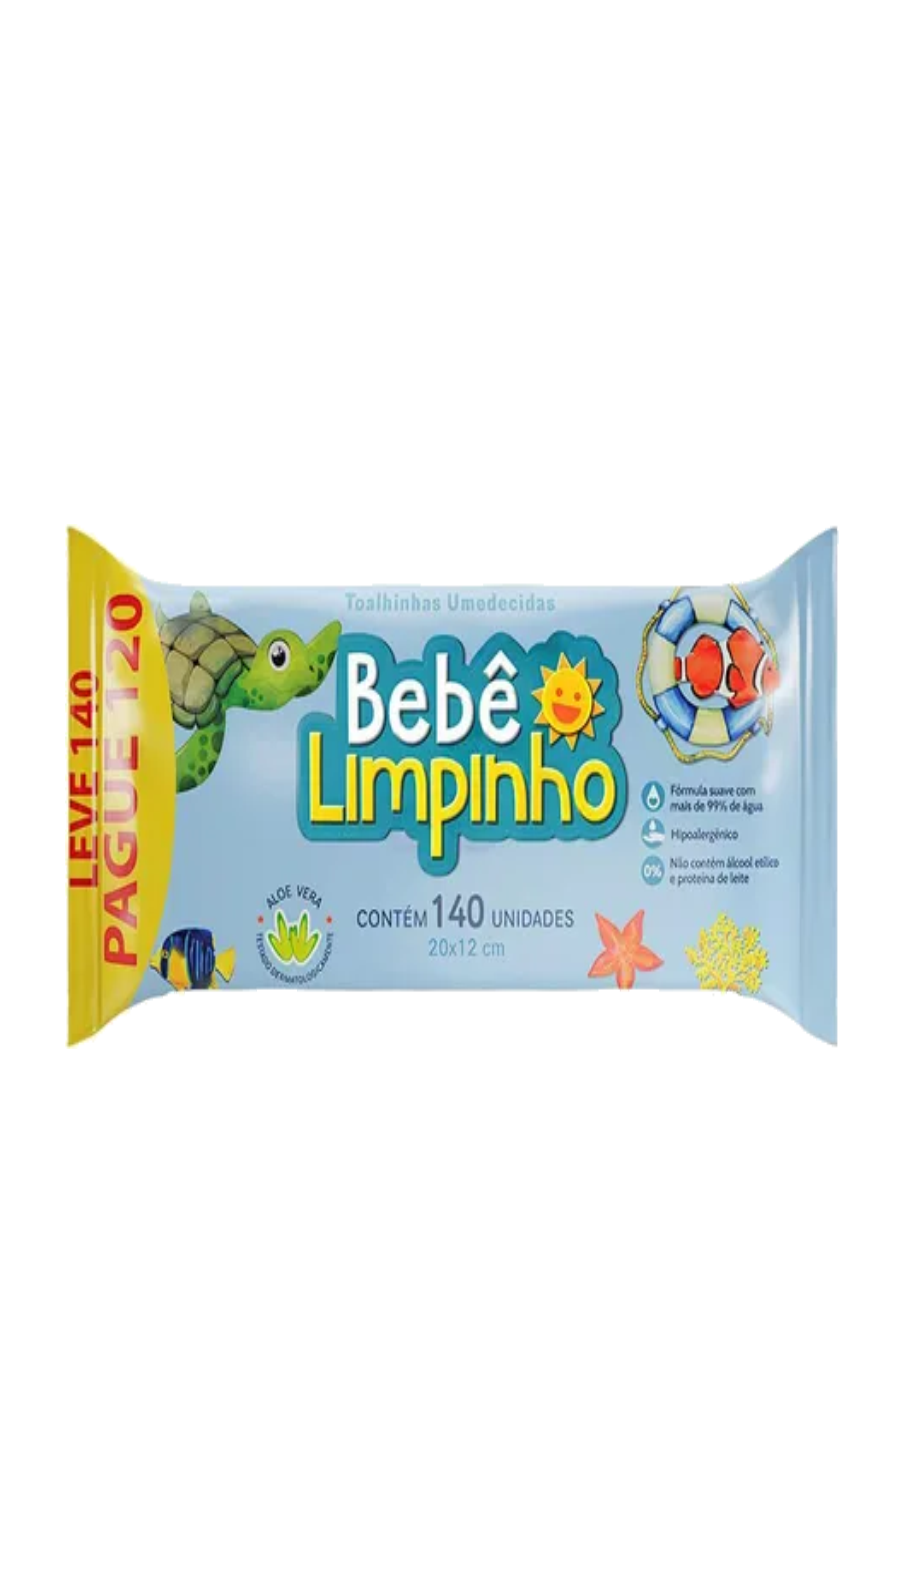 LEVE 140
PAGUE 120
Toalhinhas Umedecidas
Bebê
Limpinho
Fórmula suave com
mais de 99% de água
Hipoalergênico
0%
Não contém álcool etílico
e proteína de leite
ALOE VERA
TESTADO DERMATOLOGICAMENTE
CONTÉM 140 UNIDADES
20x12 cm